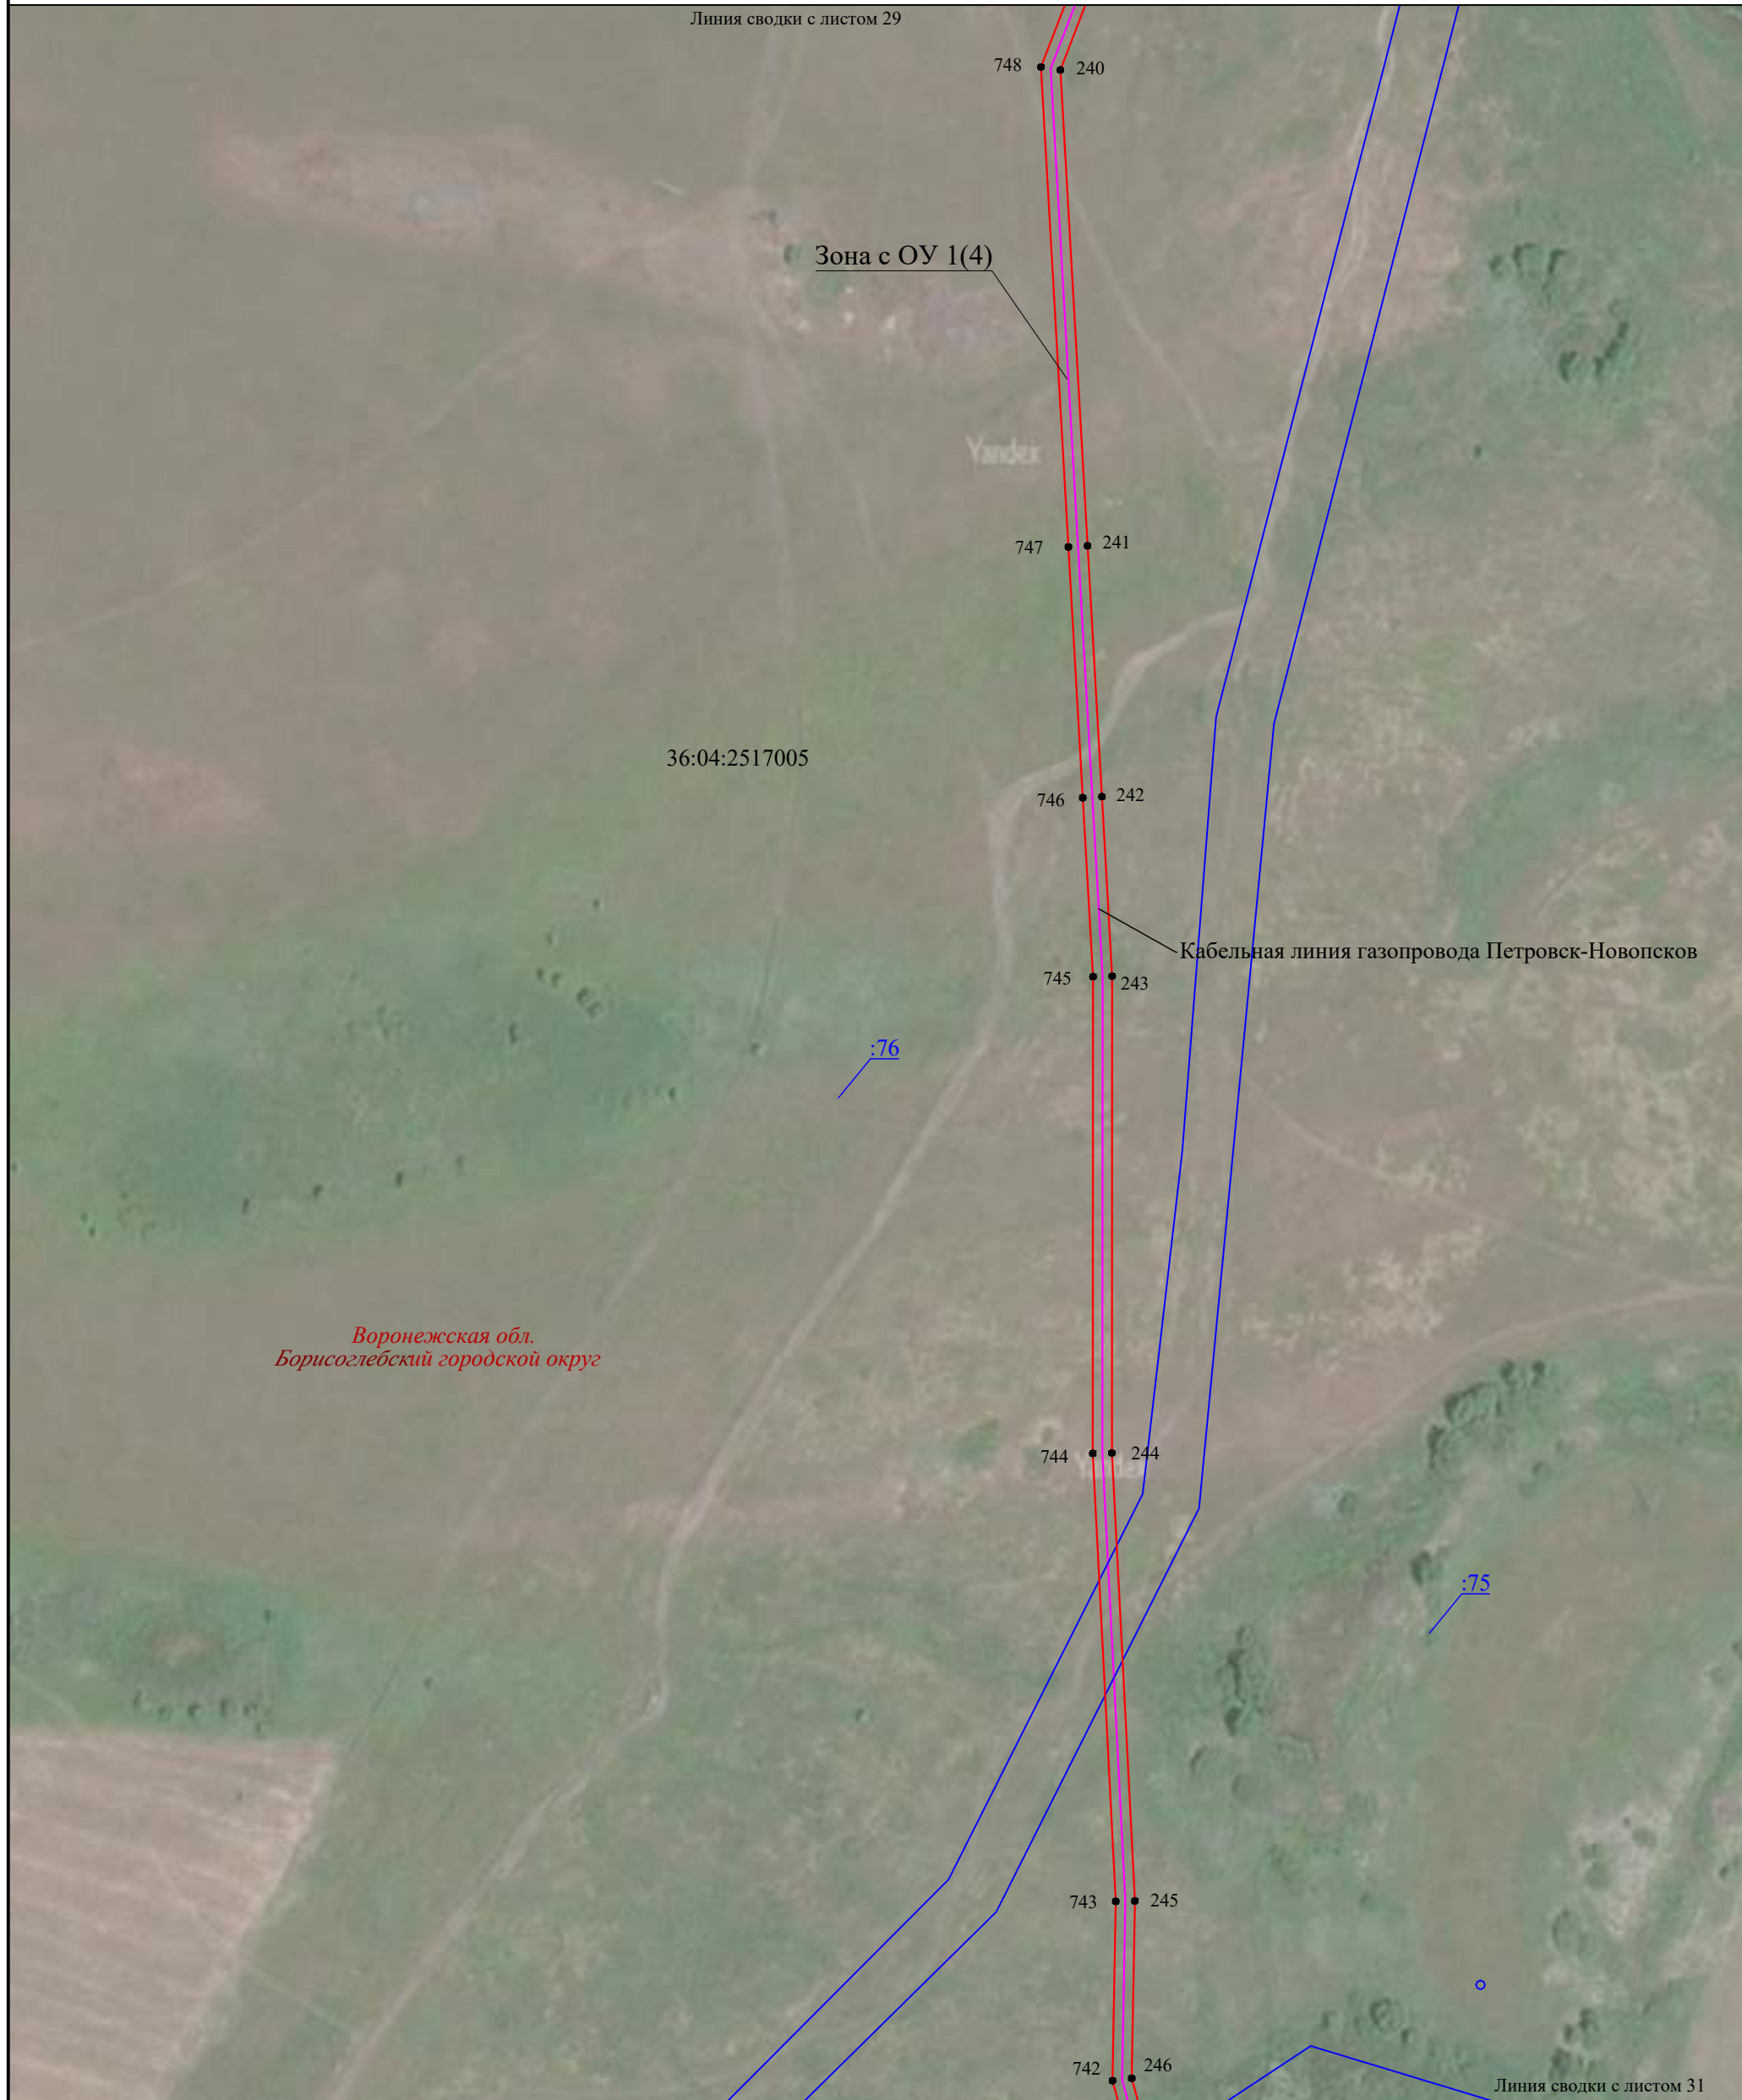 Линия сводки с листом 29
748
240
Зона с ОУ 1(4)
Yandex
747
241
36:04:2517005
746
242
Кабельная линия газопровода Петровск-Новопсков
745
243
:76
Воронежская обл.
Борисоглебский городской округ
744
244
Yandex
:75
743
245
742
246
Линия сводки с листом 31